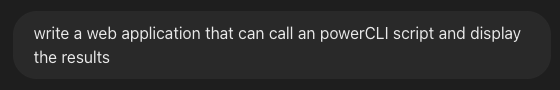 write a web application that can call an powerCLI script and display
the results